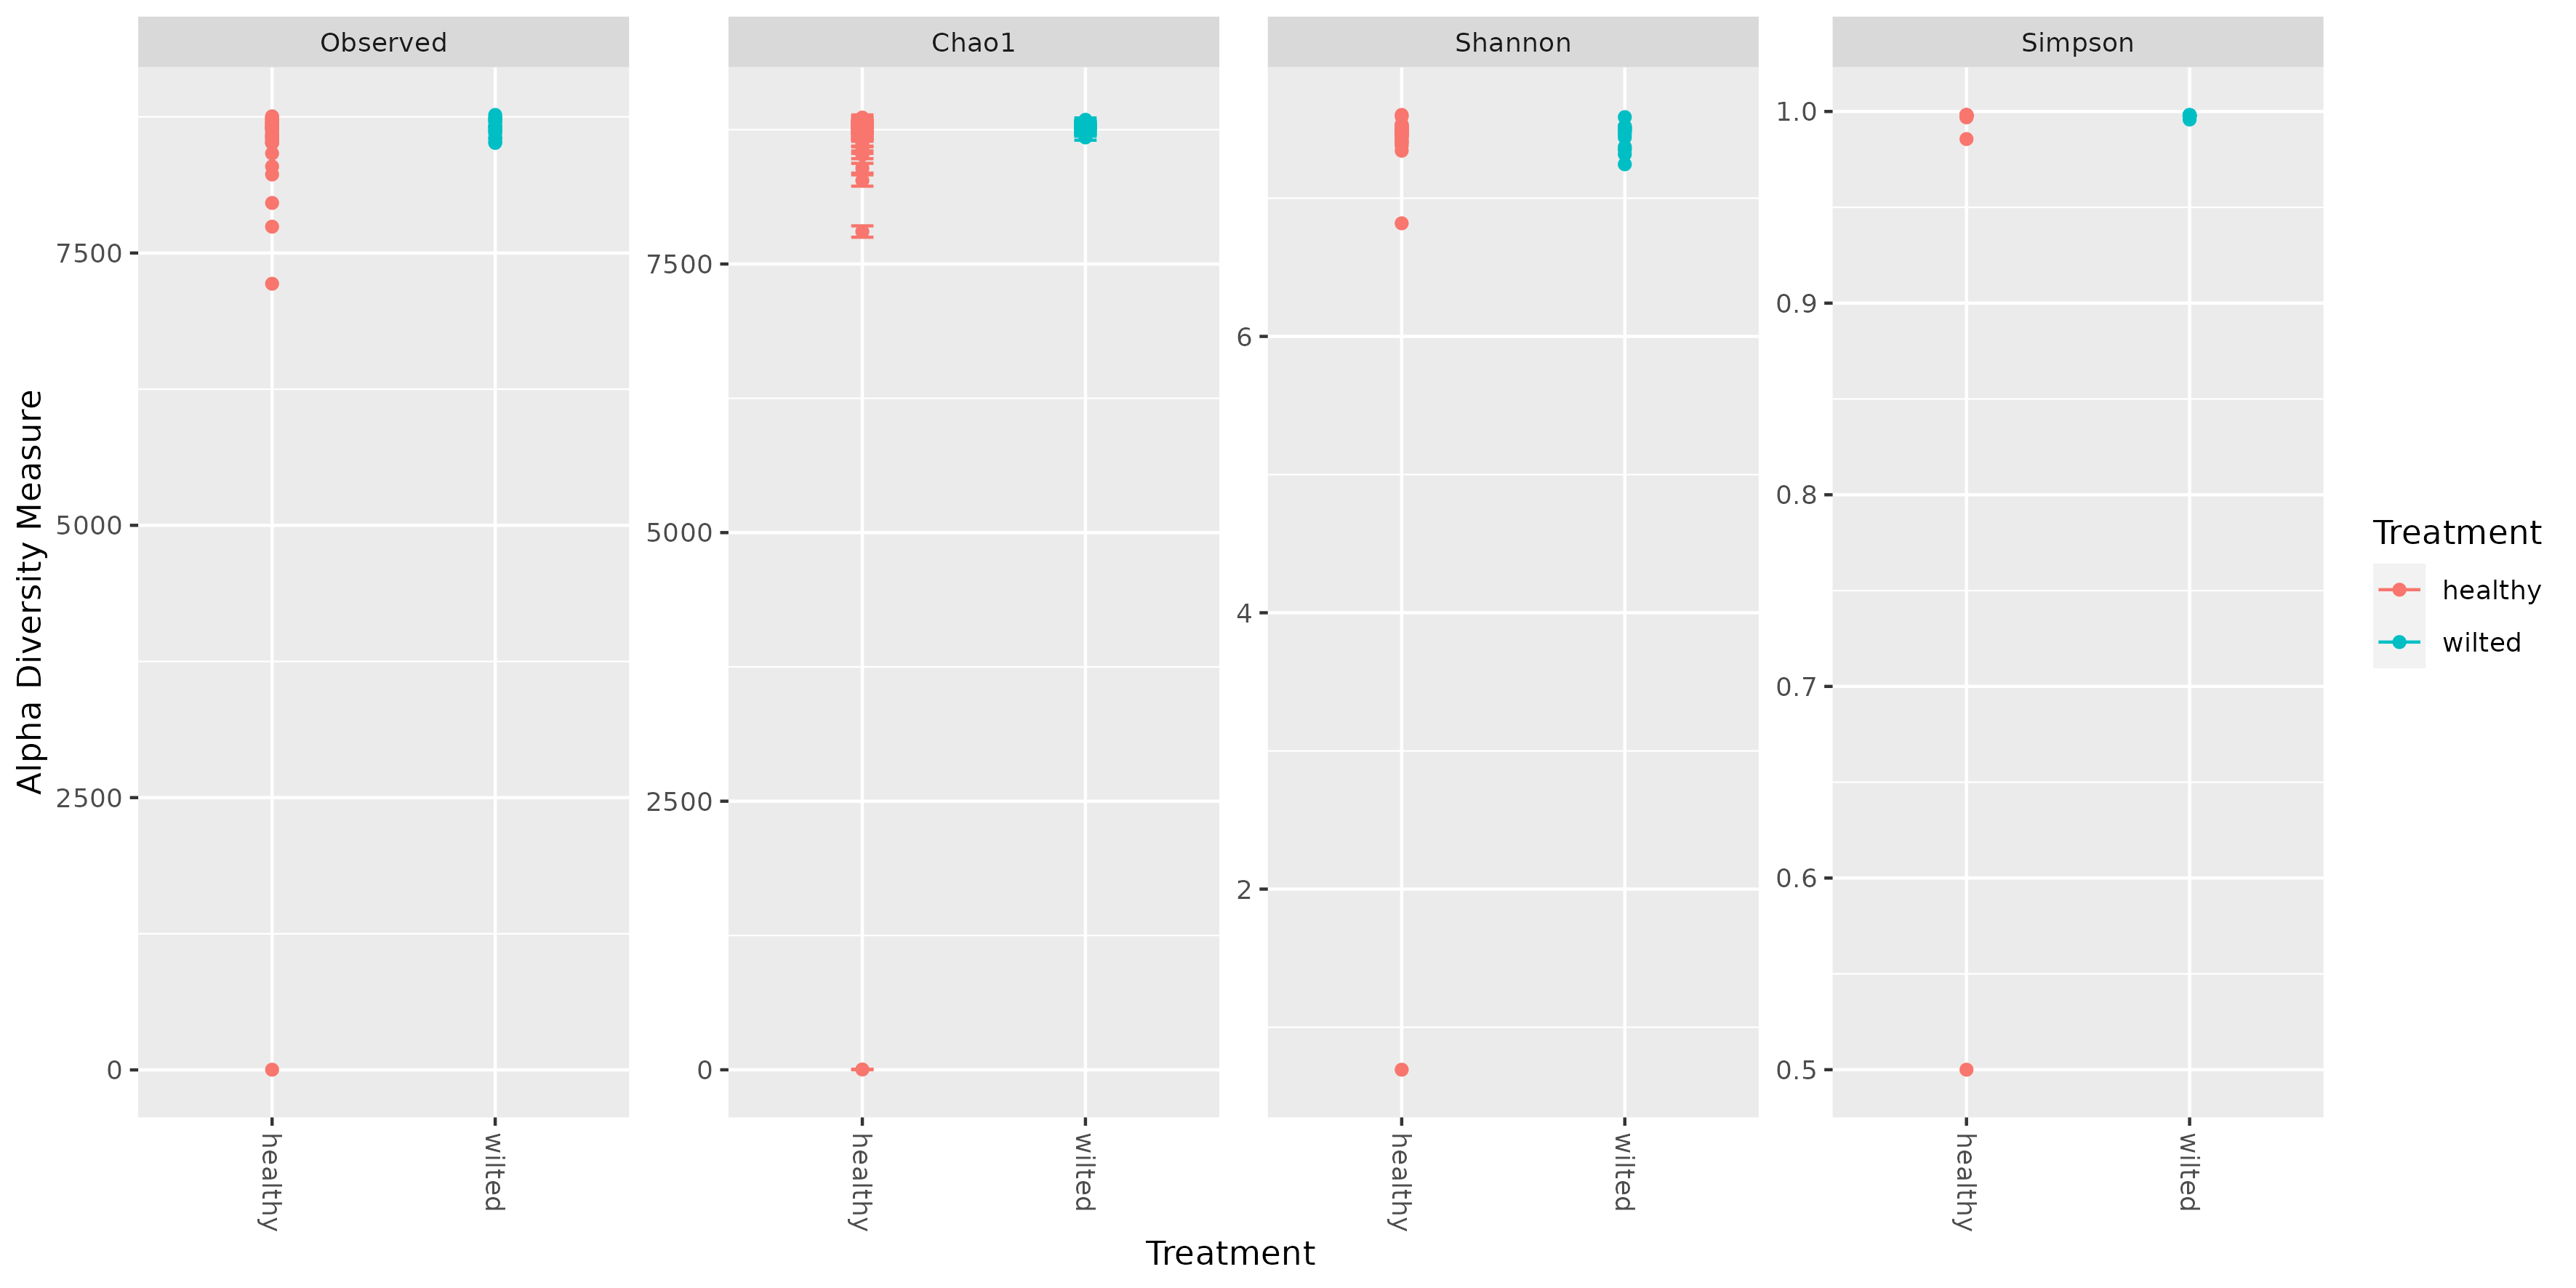 Observed
Chao1
Shannon
Simpson
Alpha Diversity Measure
7500
5000
2500
0
7500
5000
2500
0
6
4
2
1.0
0.9
0.8
0.7
0.6
0.5
healthy
wilted
healthy
wilted
healthy
wilted
healthy
wilted
Treatment
Treatment
healthy
wilted